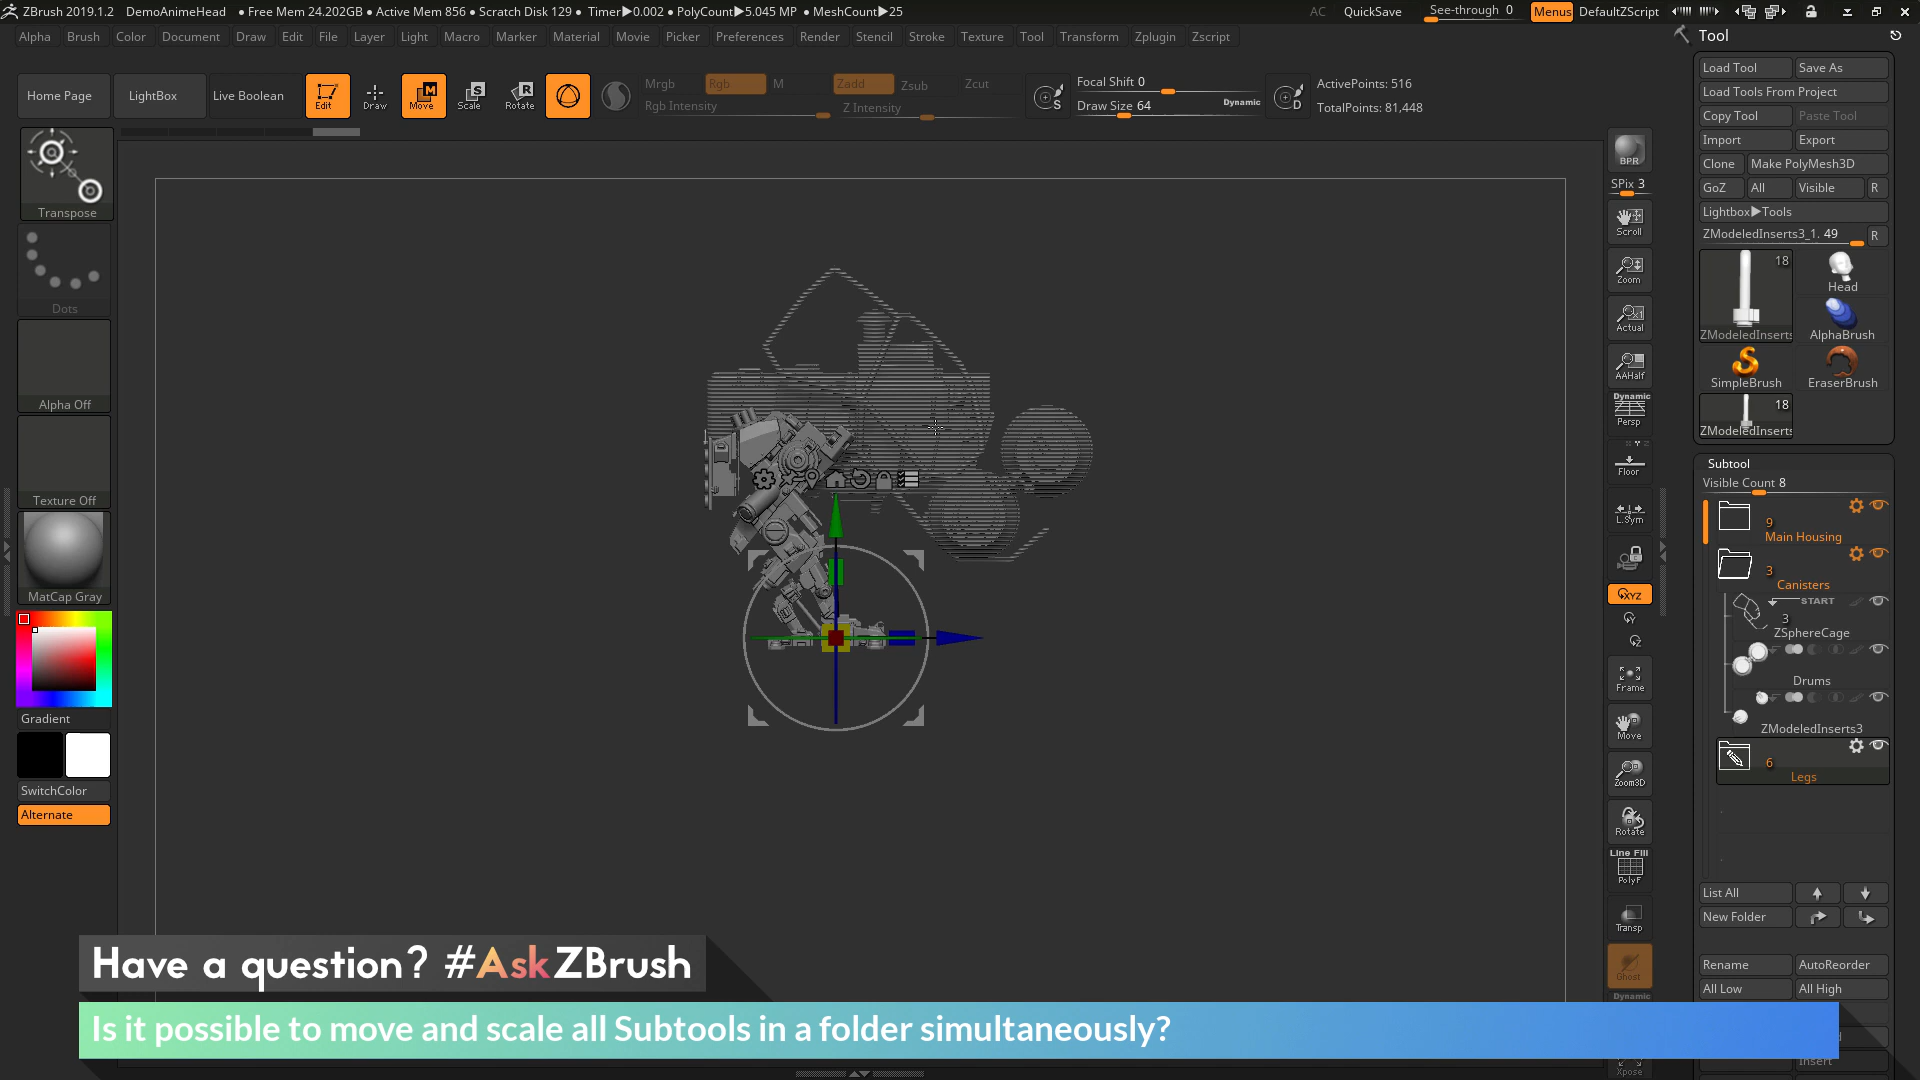 ZBrush 2019.1.2 DemoAnimeHead • Free Mem 24.202GB • Active Mem 856 • Scratch Disk 129 • Timer▶0.002 • PolyCount▶5.045 MP • MeshCount▶25 AC QuickSave See-through 0 Menus DefaultZScript
Alpha Brush Color Document Draw Edit File Layer Light Macro Marker Material Movie Picker Preferences Render Stencil Stroke Texture Tool Transform Zplugin Zscript
Tool
Load Tool Save As
Load Tools From Project
Copy Tool Paste Tool
Import Export
Clone Make PolyMesh3D
GoZ All Visible R
Lightbox▶Tools
ZModeledInserts3_1. 49 R
18
ZModeledInserts
Head
AlphaBrush
SimpleBrush
EraserBrush
18
ZModeledInserts
Home Page LightBox Live Boolean Edit Draw Move Scale Rotate
Mrgb Rgb M Zadd Zsub Zcut
Rgb Intensity Z Intensity
S
Focal Shift 0
Draw Size 64 Dynamic
D
ActivePoints: 516
TotalPoints: 81,448
Transpose
Dots
Alpha Off
Texture Off
MatCap Gray
Gradient
SwitchColor
Alternate
BPR
SPix 3
Scroll
Zoom
Actual
AAHalf
Dynamic
Persp
Floor
L.Sym
XYZ
Frame
Move
Zoom3D
Rotate
Line Fill
PolyF
Transp
Ghost
Dynamic
Xpose
Subtool
Visible Count 8
9
Main Housing
3
Canisters
START
3
ZSphereCage
Drums
ZModeledInserts3
6
Legs
List All
New Folder
Rename AutoReorder
All Low All High
Insert
Have a question? #AskZBrush
Is it possible to move and scale all Subtools in a folder simultaneously?